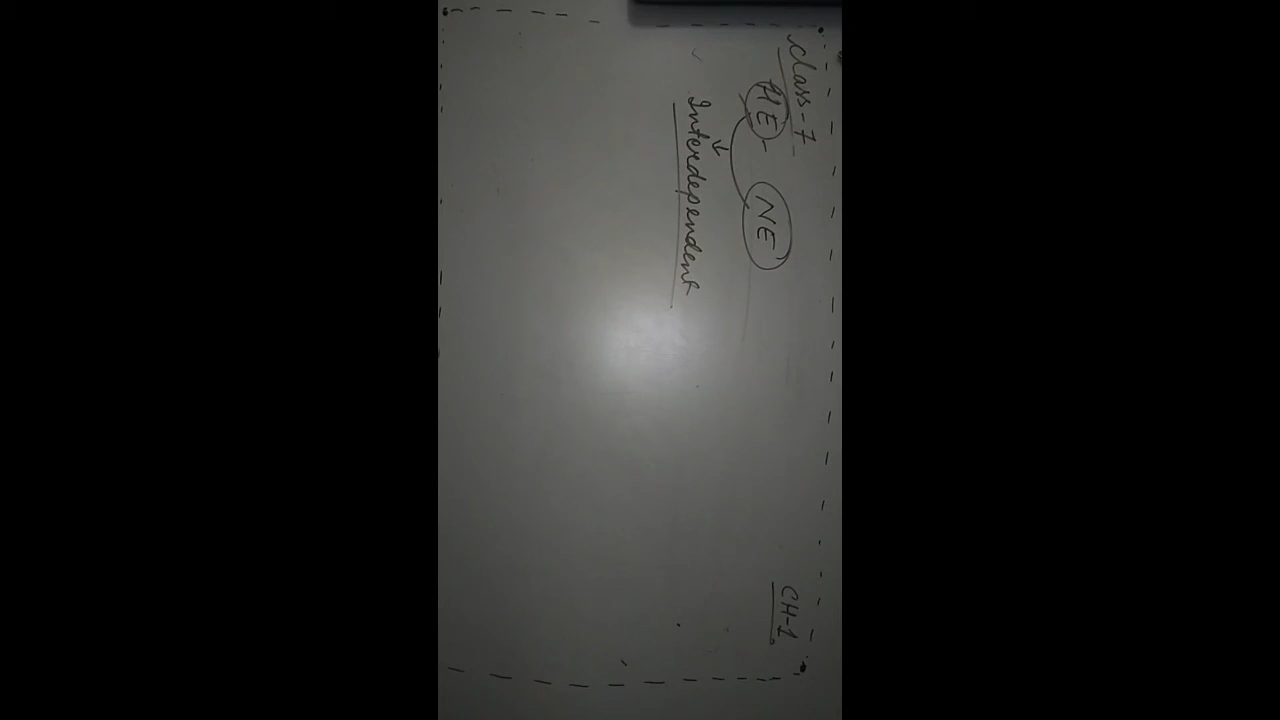 Class-7
CH-1
HE - NE
↓
Interdependent